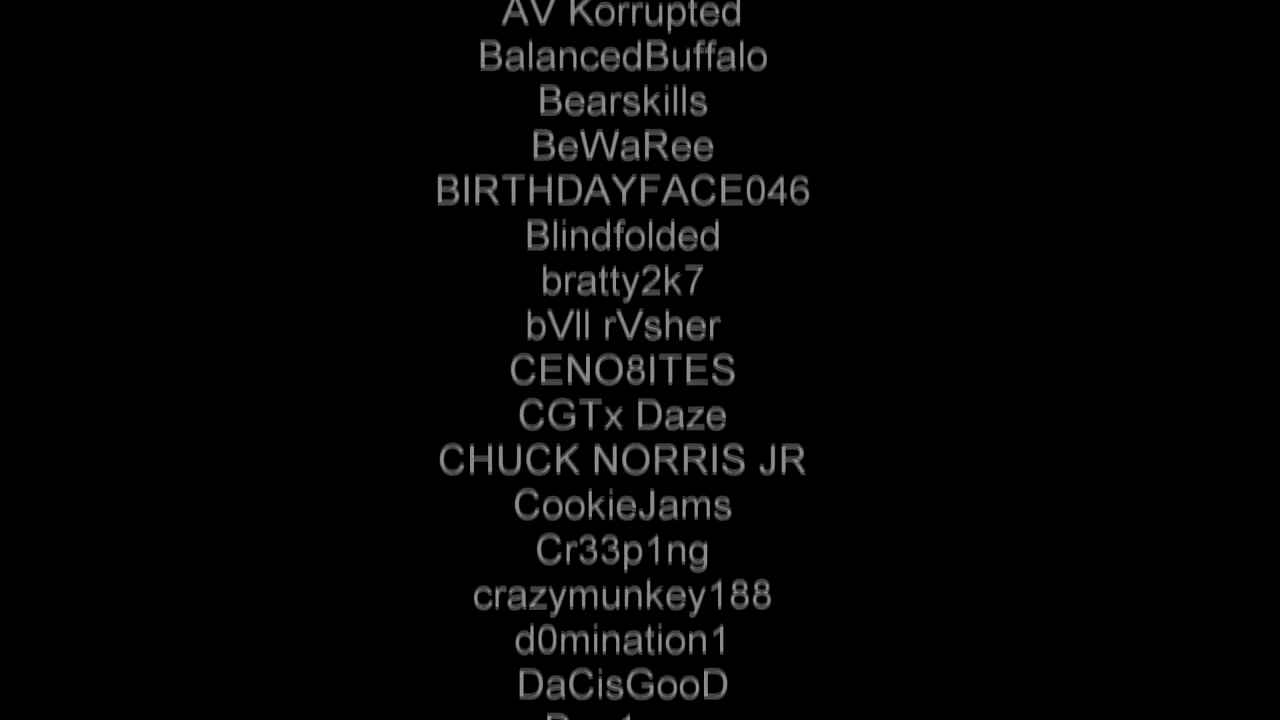 AV Korrupted
BalancedBuffalo
Bearskills
BeWaRee
BIRTHDAYFACE046
Blindfolded
bratty2k7
bVll rVsher
CENO8ITES
CGTx Daze
CHUCK NORRIS JR
CookieJams
Cr33p1ng
crazymunkey188
d0mination1
DaCisGooD